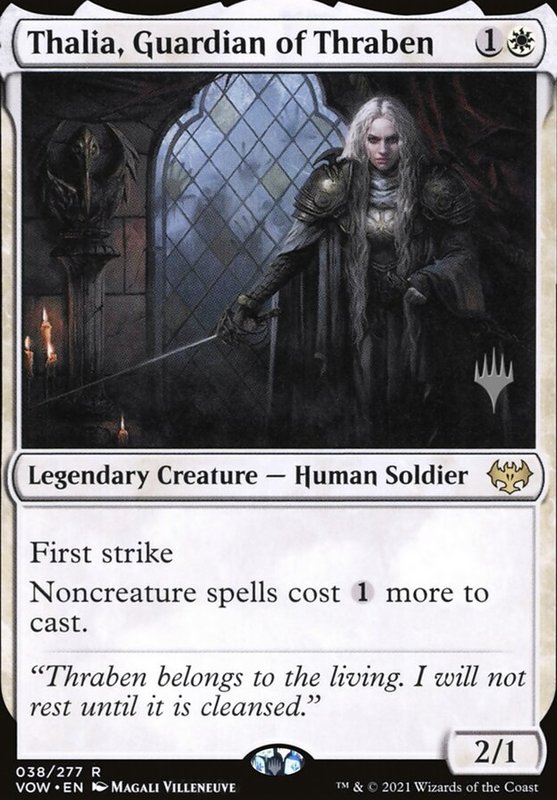 Thalia, Guardian of Thraben 1
Legendary Creature — Human Soldier
First strike
Noncreature spells cost 1 more to
cast.
“Thraben belongs to the living. I will not
rest until it is cleansed.”
2/1
038/277 R
VOW • EN Magali Villeneuve
™ & © 2021 Wizards of the Coast